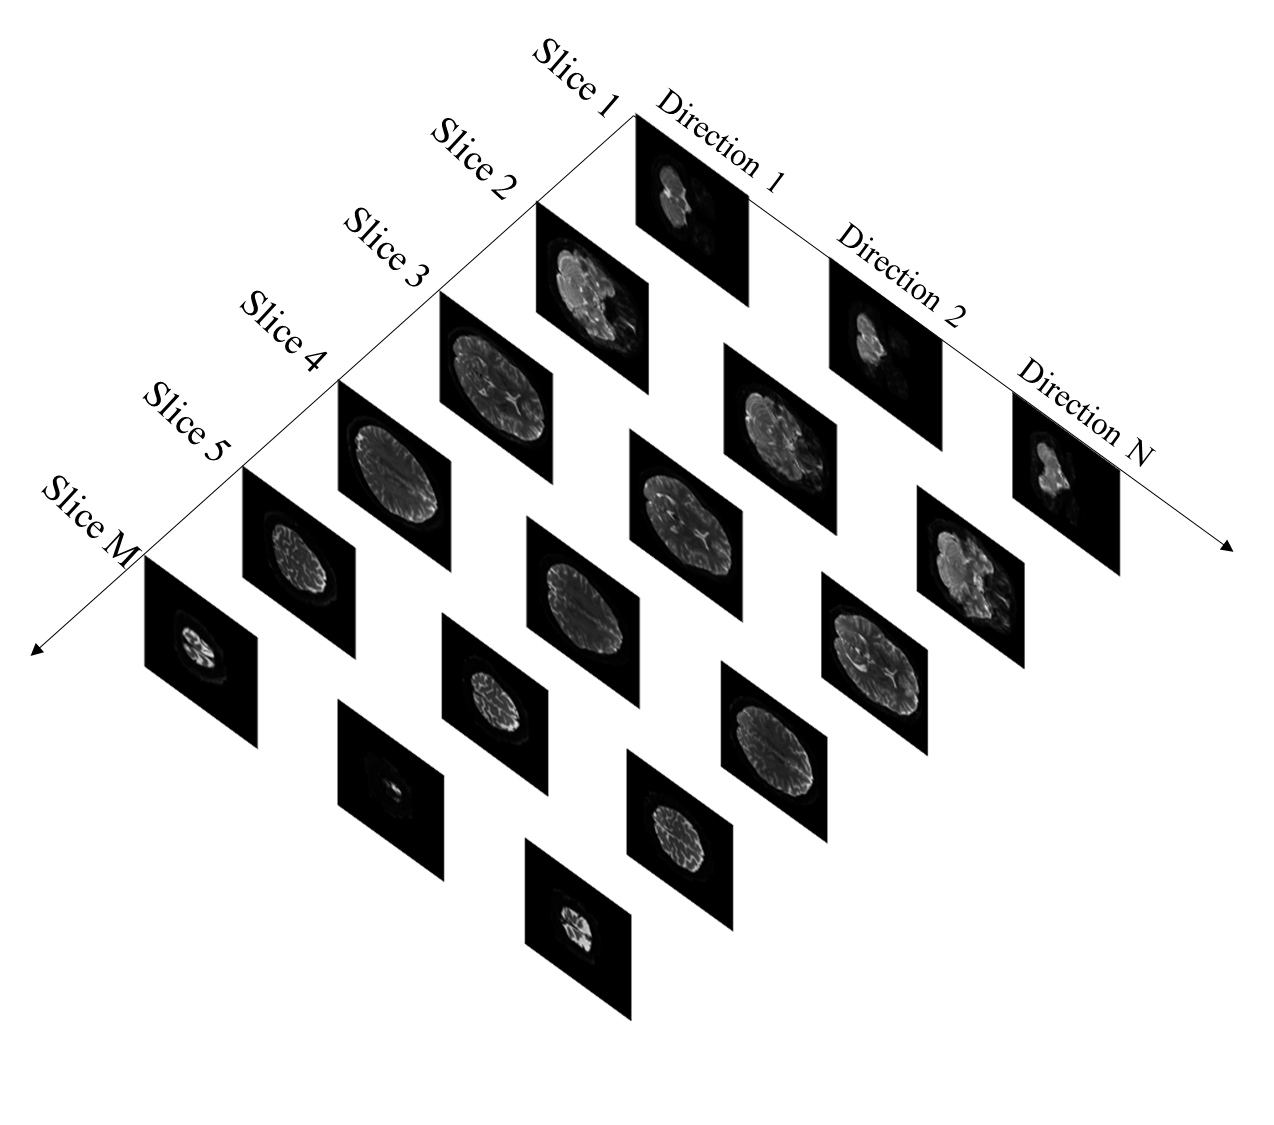 Slice 1
Slice 2
Slice 3
Slice 4
Slice 5
Slice M
Direction 1
Direction 2
Direction N